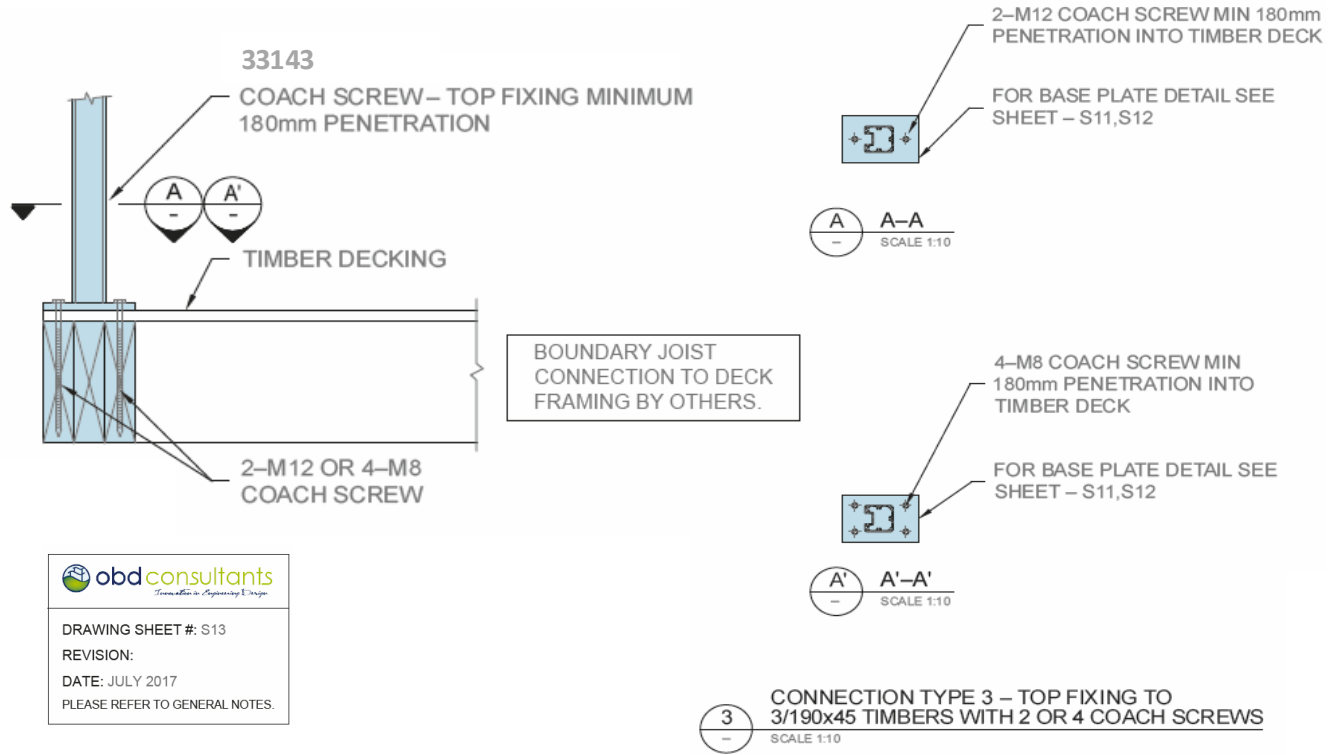 33143
COACH SCREW – TOP FIXING MINIMUM
180mm PENETRATION
A
–
A'
–
TIMBER DECKING
BOUNDARY JOIST
CONNECTION TO DECK
FRAMING BY OTHERS.
2–M12 OR 4–M8
COACH SCREW
obdconsultants
Innovation in Engineering Design
DRAWING SHEET #: S13
REVISION:
DATE: JULY 2017
PLEASE REFER TO GENERAL NOTES.
2–M12 COACH SCREW MIN 180mm
PENETRATION INTO TIMBER DECK
FOR BASE PLATE DETAIL SEE
SHEET – S11,S12
A
–
A–A
SCALE 1:10
4–M8 COACH SCREW MIN
180mm PENETRATION INTO
TIMBER DECK
FOR BASE PLATE DETAIL SEE
SHEET – S11,S12
A'
–
A'–A'
SCALE 1:10
3
–
CONNECTION TYPE 3 – TOP FIXING TO
3/190x45 TIMBERS WITH 2 OR 4 COACH SCREWS
SCALE 1:10